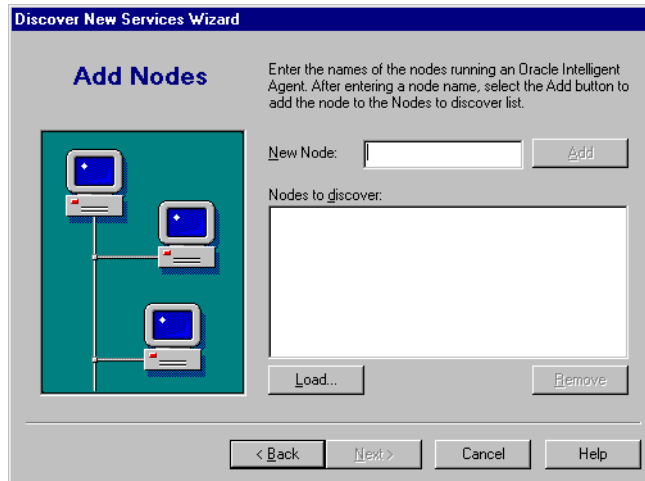 Discover New Services Wizard
Add Nodes
Enter the names of the nodes running an Oracle Intelligent
Agent. After entering a node name, select the Add button to
add the node to the Nodes to discover list.
New Node:
Add
Nodes to discover:
Load...
Remove
< Back
Next >
Cancel
Help